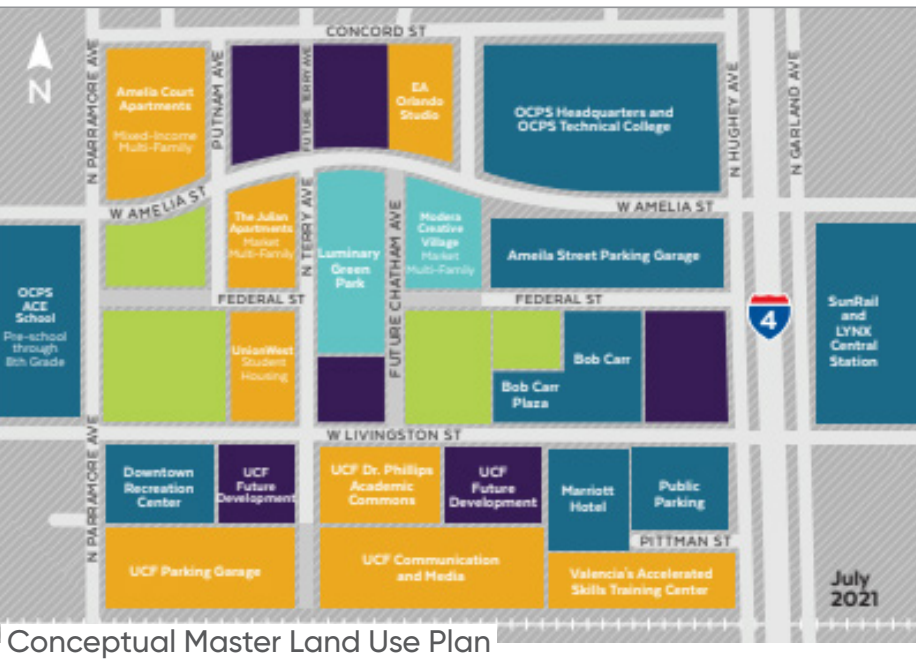 CONCORD ST
N
N PARRAMORE AVE
Amelia Court
Apartments
Mixed-Income
Multi-Family
PUTNAM AVE
FUTURE TERRY AVE
EA
Orlando
Studio
OCPS Headquarters and
OCPS Technical College
N HUGHEY AVE
N GARLAND AVE
W AMELIA ST
W AMELIA ST
The Julian
Apartments
Market
Multi-Family
N TERRY AVE
Luminary
Green
Park
FUTURE CHATHAM AVE
Modera
Creative
Village
Market
Multi-Family
Ameila Street Parking Garage
FEDERAL ST
FEDERAL ST
OCPS
ACE
School
Pre-school
through
8th Grade
UnionWest
Student
Housing
Bob Carr
Bob Carr
Plaza
4
SunRail
and
LYNX
Central
Station
W LIVINGSTON ST
N PARRAMORE AVE
Downtown
Recreation
Center
UCF
Future
Development
UCF Dr. Phillips
Academic
Commons
UCF
Future
Development
Marriott
Hotel
Public
Parking
PITTMAN ST
UCF Parking Garage
UCF Communication
and Media
Valencia's Accelerated
Skills Training Center
July
2021
Conceptual Master Land Use Plan